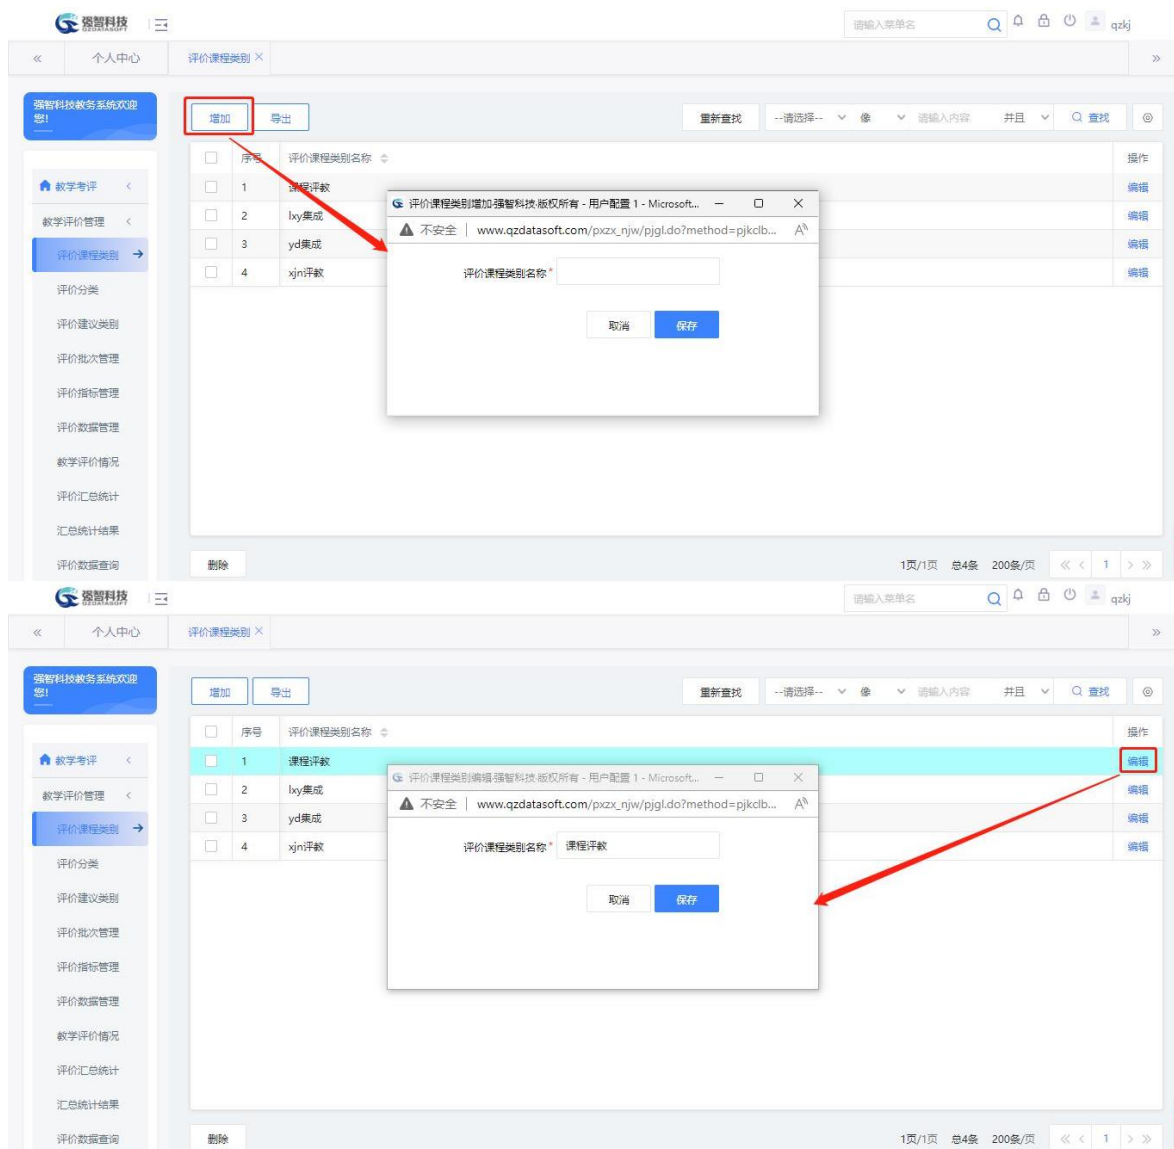 强智科技
QZDATASOFT
请输入菜单名
qzkj
个人中心
评价课程类别
强智科技教务系统欢迎您!
增加
导出
重新查找
--请选择--
像
请输入内容
并且
查找
序号
评价课程类别名称
操作
1
课程评教
编辑
2
lxy集成
编辑
3
yd集成
编辑
4
xjn评教
编辑
教学考评
教学评价管理
评价课程类别
评价分类
评价建议类别
评价批次管理
评价指标管理
评价数据管理
教学评价情况
评价汇总统计
汇总统计结果
评价数据查询
评价课程类别增加-强智科技-版权所有 - 用户配置 1 - Microsoft...
不安全 | www.qzdatasoft.com/pxzx_njw/pjgl.do?method=pjkclb...
评价课程类别名称*
取消
保存
删除
1页/1页 总4条 200条/页
1
强智科技
QZDATASOFT
请输入菜单名
qzkj
个人中心
评价课程类别
强智科技教务系统欢迎您!
增加
导出
重新查找
--请选择--
像
请输入内容
并且
查找
序号
评价课程类别名称
操作
1
课程评教
编辑
2
lxy集成
编辑
3
yd集成
编辑
4
xjn评教
编辑
教学考评
教学评价管理
评价课程类别
评价分类
评价建议类别
评价批次管理
评价指标管理
评价数据管理
教学评价情况
评价汇总统计
汇总统计结果
评价数据查询
评价课程类别编辑-强智科技-版权所有 - 用户配置 1 - Microsoft...
不安全 | www.qzdatasoft.com/pxzx_njw/pjgl.do?method=pjkclb...
评价课程类别名称*
课程评教
取消
保存
删除
1页/1页 总4条 200条/页
1